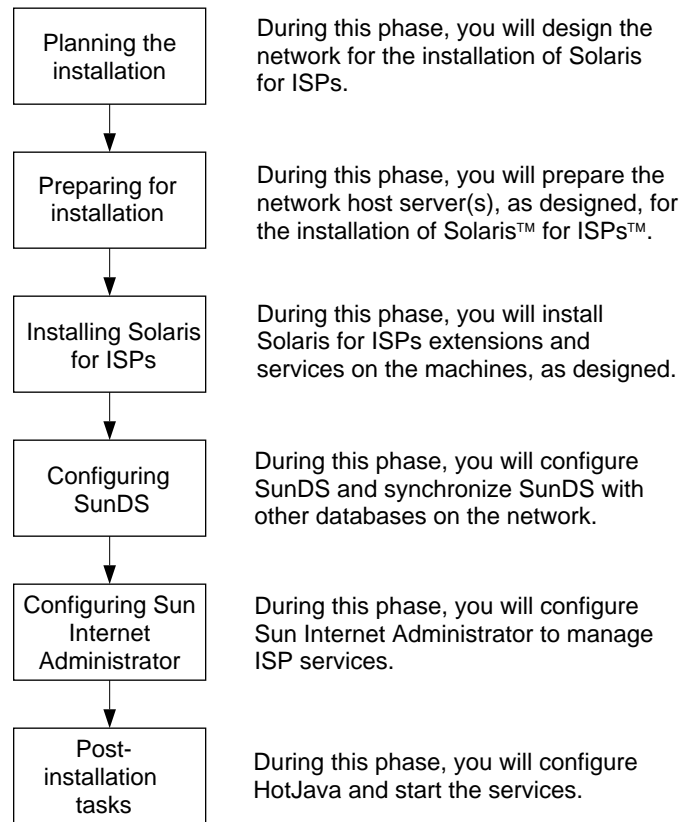 Planning the
installation
During this phase, you will design the
network for the installation of Solaris
for ISPs.
Preparing for
installation
During this phase, you will prepare the
network host server(s), as designed, for
the installation of Solaris™ for ISPs™.
Installing Solaris
for ISPs
During this phase, you will install
Solaris for ISPs extensions and
services on the machines, as designed.
Configuring
SunDS
During this phase, you will configure
SunDS and synchronize SunDS with
other databases on the network.
Configuring Sun
Internet
Administrator
During this phase, you will configure
Sun Internet Administrator to manage
ISP services.
Post-
installation
tasks
During this phase, you will configure
HotJava and start the services.